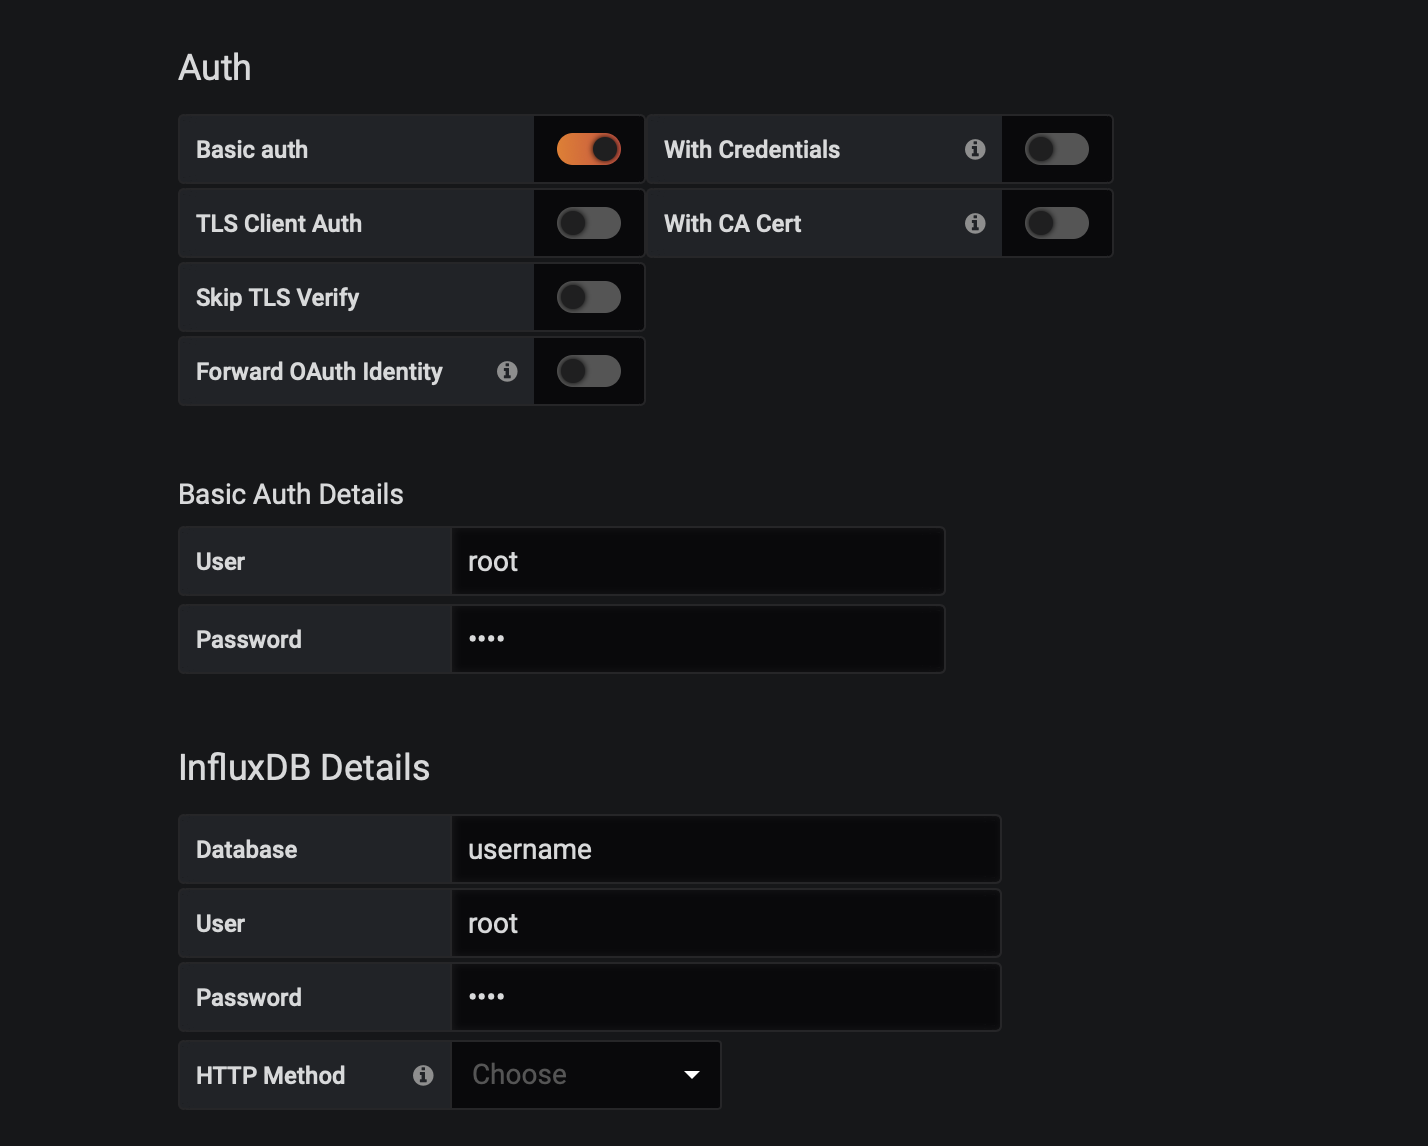 Auth
Basic auth
With Credentials
TLS Client Auth
With CA Cert
Skip TLS Verify
Forward OAuth Identity
Basic Auth Details
User root
Password ••••
InfluxDB Details
Database username
User root
Password ••••
HTTP Method Choose